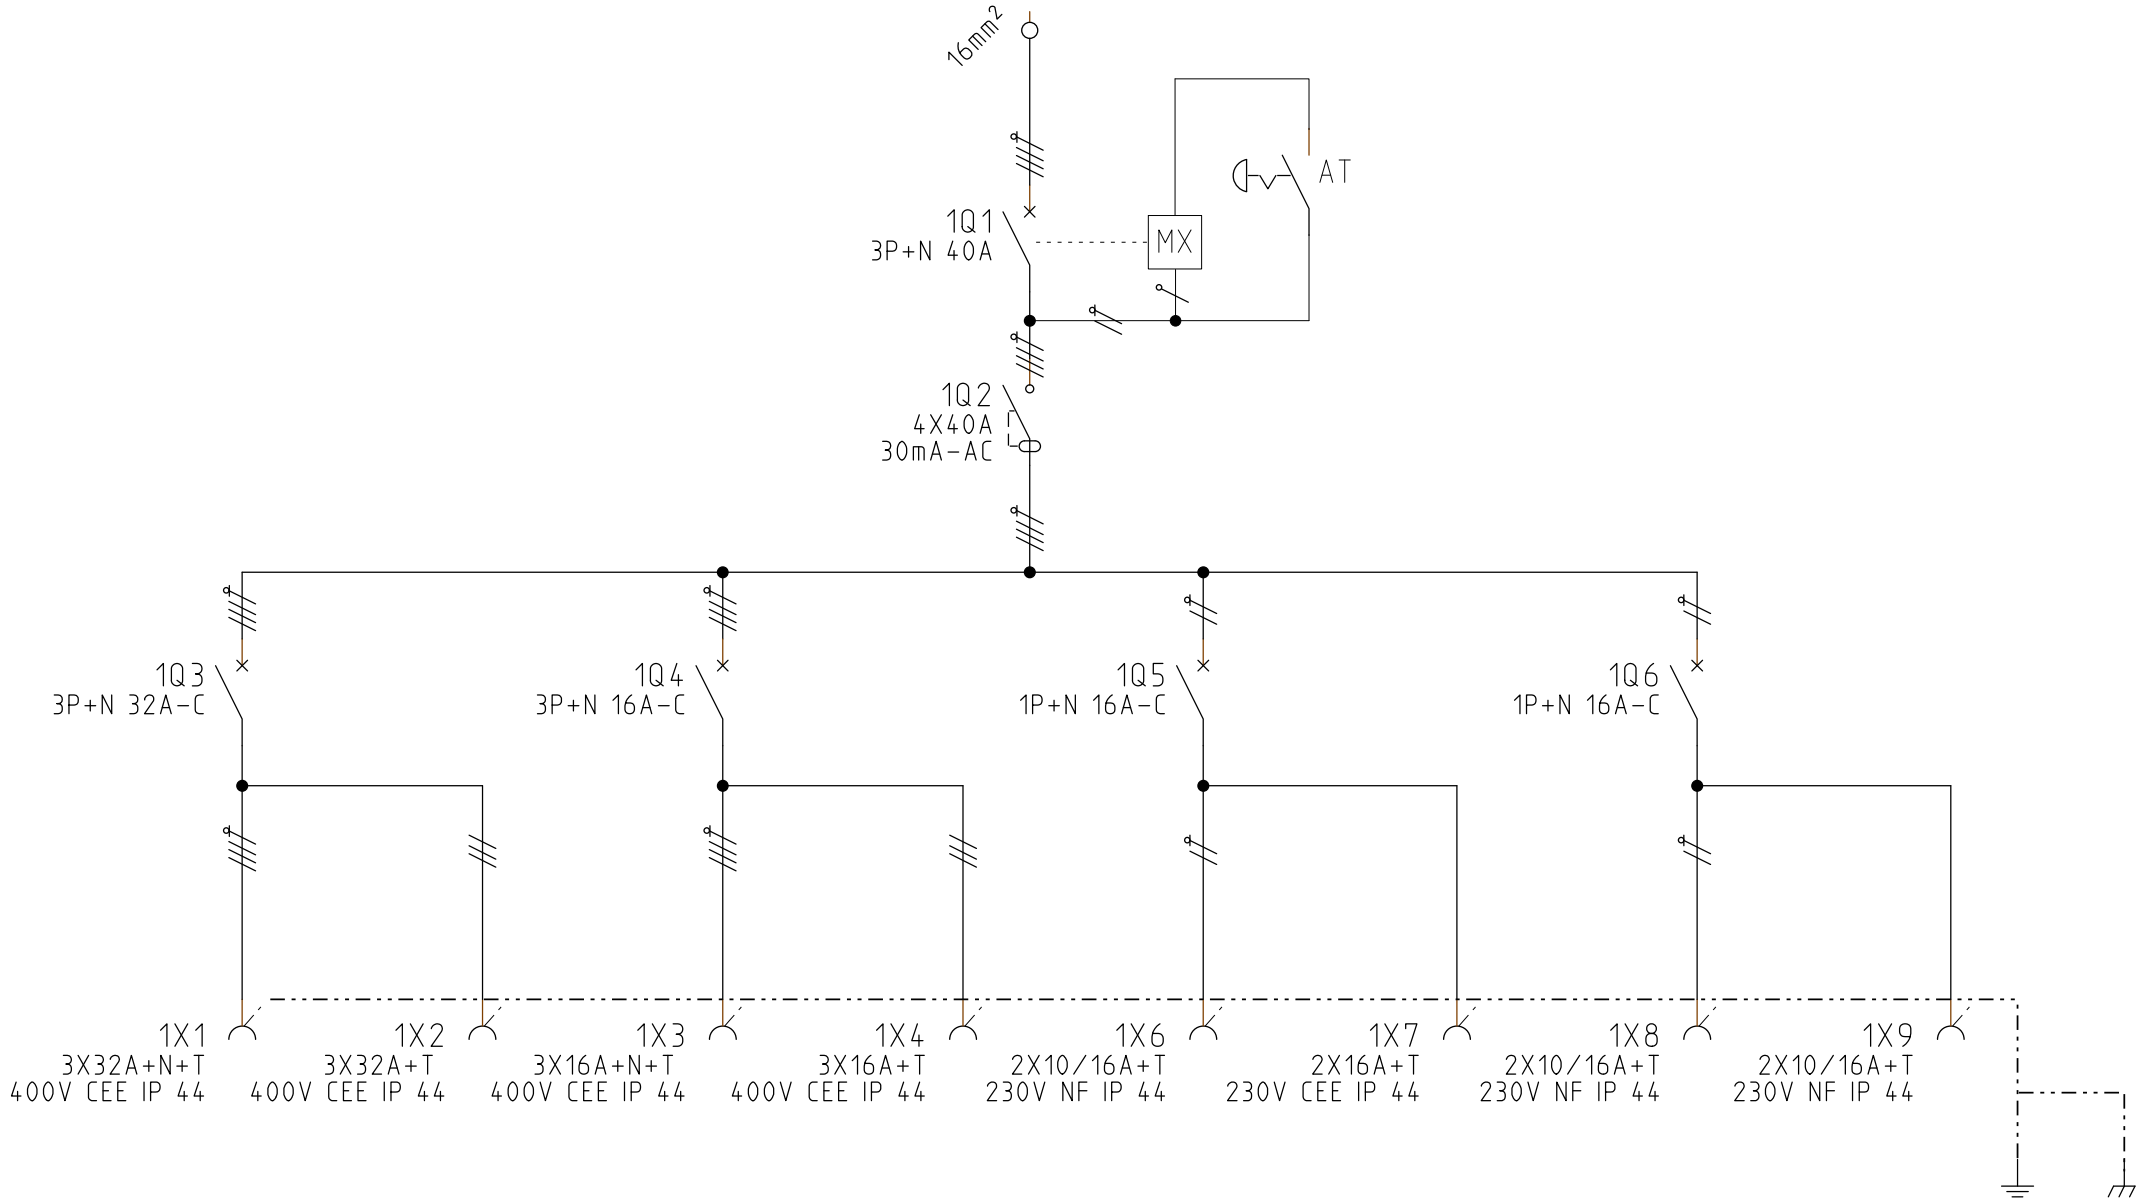 16mm²
AT
1Q1
3P+N 40A
MX
1Q2
4X40A
30mA-AC
1Q3
3P+N 32A-C
1Q4
3P+N 16A-C
1Q5
1P+N 16A-C
1Q6
1P+N 16A-C
1X1
3X32A+N+T
400V CEE IP 44
1X2
3X32A+T
400V CEE IP 44
1X3
3X16A+N+T
400V CEE IP 44
1X4
3X16A+T
400V CEE IP 44
1X6
2X10/16A+T
230V NF IP 44
1X7
2X16A+T
230V CEE IP 44
1X8
2X10/16A+T
230V NF IP 44
1X9
2X10/16A+T
230V NF IP 44